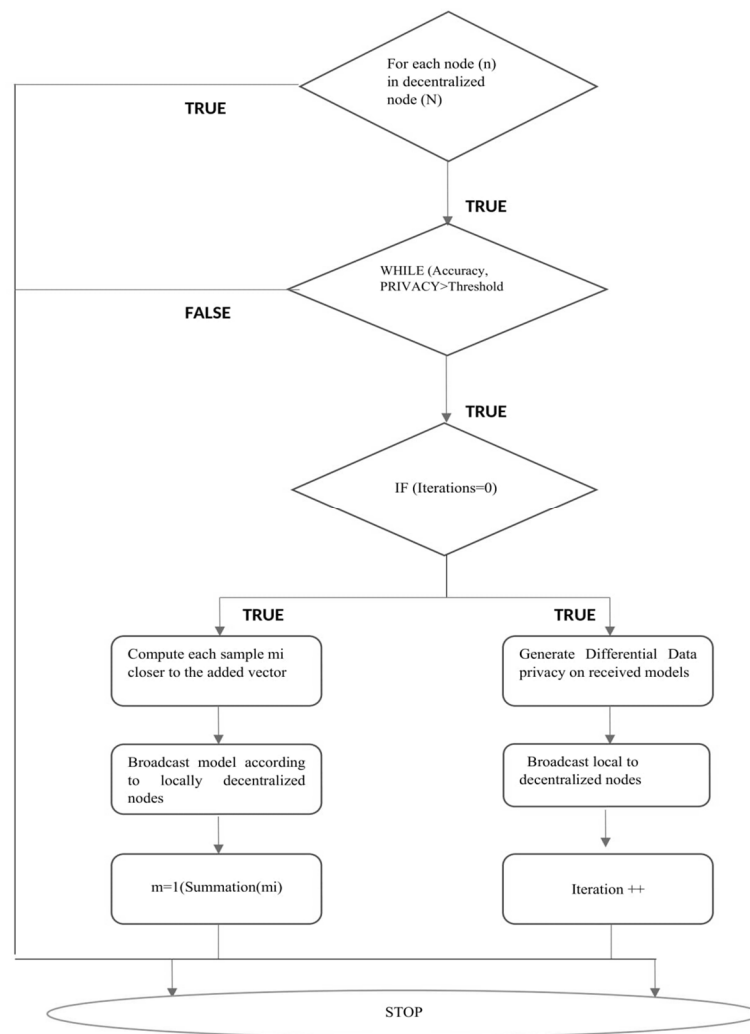 For each node (n)
in decentralized
node (N)
TRUE
TRUE
WHILE (Accuracy,
PRIVACY>Threshold
FALSE
TRUE
IF (Iterations=0)
TRUE
TRUE
Compute each sample mi
closer to the added vector
Generate Differential Data
privacy on received models
Broadcast model according
to locally decentralized
nodes
Broadcast local to
decentralized nodes
m=1(Summation(mi)
Iteration ++
STOP